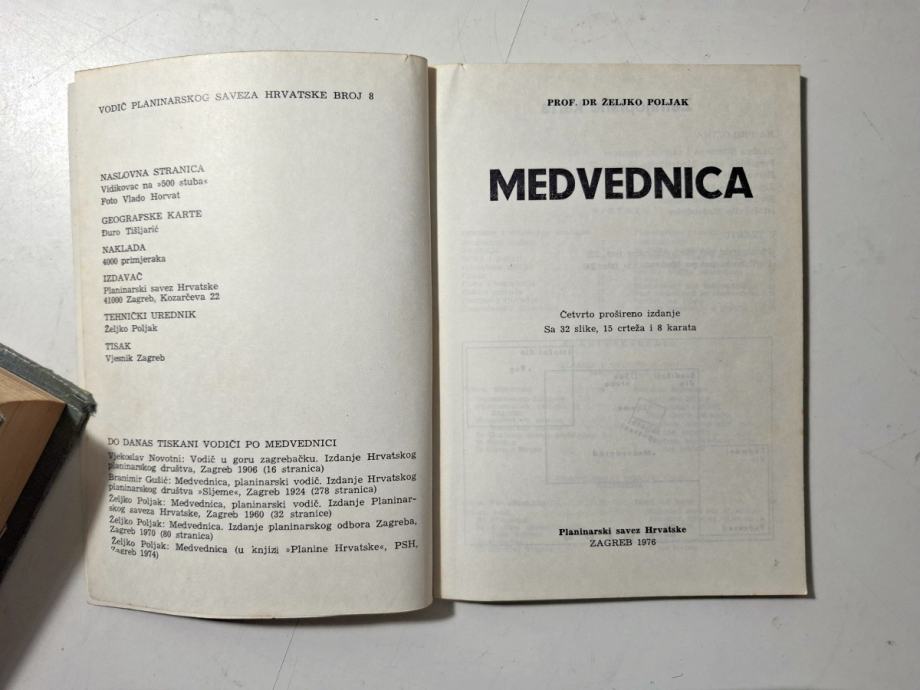 VODIČ PLANINARSKOG SAVEZA HRVATSKE BROJ 8
NASLOVNA STRANICA
Vidikovac na »500 stuba«
Foto Vlado Horvat
GEOGRAFSKE KARTE
Đuro Tišljarić
NAKLADA
4000 primjeraka
IZDAVAČ
Planinarski savez Hrvatske
41000 Zagreb, Kozarčeva 22
TEHNIČKI UREDNIK
Željko Poljak
TISAK
Vjesnik Zagreb
DO DANAS TISKANI VODIČI PO MEDVEDNICI
Vjekoslav Novotni: Vodič u goru zagrebačku. Izdanje Hrvatskog
planinarskog društva, Zagreb 1906 (16 stranica)
Branimir Gušić: Medvednica, planinarski vodič. Izdanje Hrvatskog
planinarskog društva »Sljeme«, Zagreb 1924 (278 stranica)
Željko Poljak: Medvednica, planinarski vodič. Izdanje Planinar-
skog saveza Hrvatske, Zagreb 1960 (32 stranice)
Željko Poljak: Medvednica. Izdanje planinarskog odbora Zagreba,
Zagreb 1970 (80 stranica)
Željko Poljak: Medvednica (u knjizi »Planine Hrvatske«, PSH,
Zagreb 1974)
PROF. DR ŽELJKO POLJAK
MEDVEDNICA
Četvrto prošireno izdanje
Sa 32 slike, 15 crteža i 8 karata
Planinarski savez Hrvatske
ZAGREB 1976